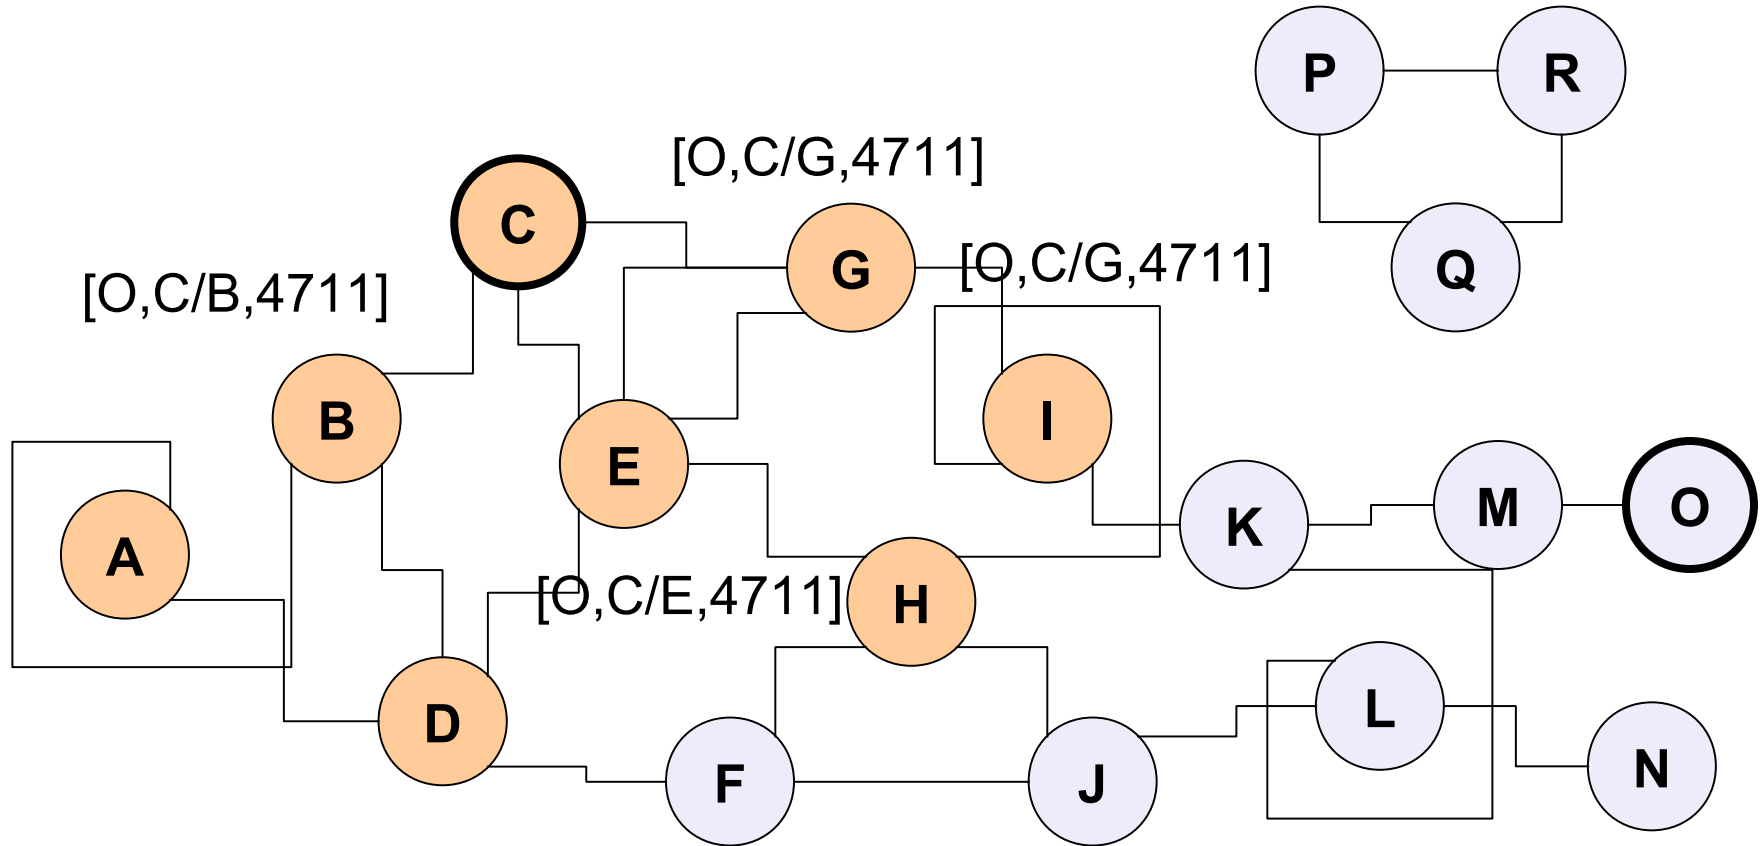 P
R
[O,C/G,4711]
C
[O,C/G,4711]
G
Q
[O,C/B,4711]
B
I
E
A
K
M
O
[O,C/E,4711]
H
D
L
F
J
N